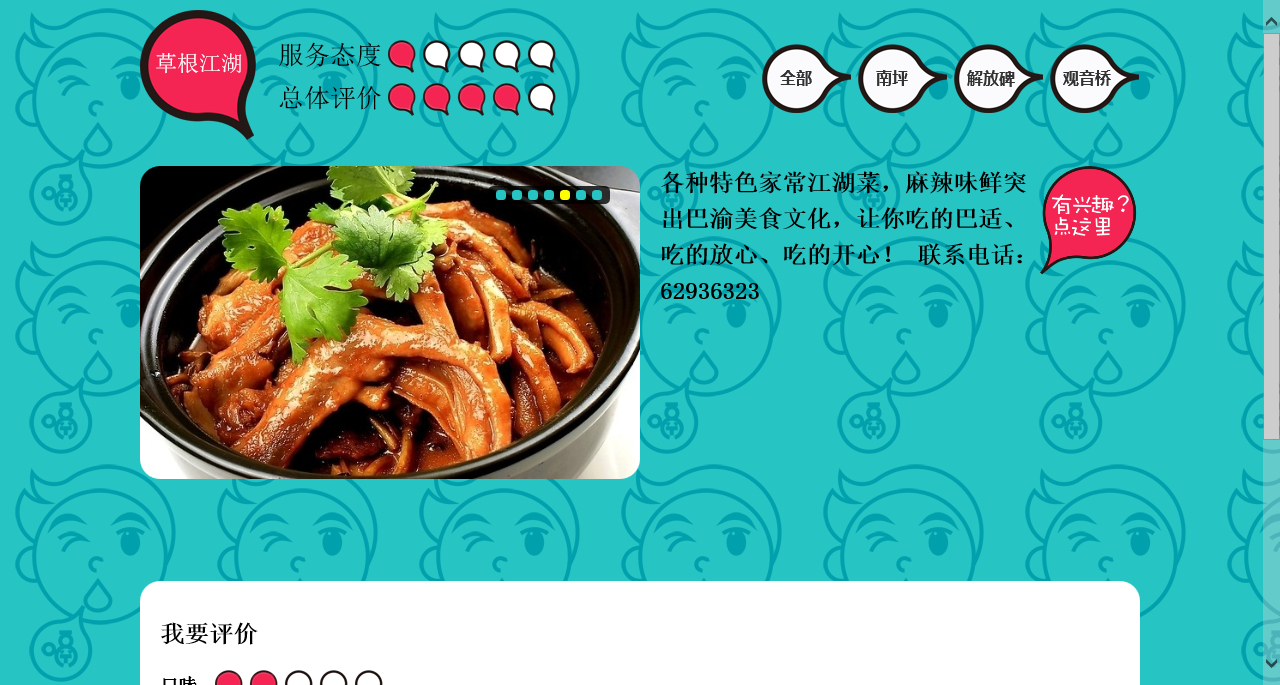 草根江湖
服务态度
总体评价
全部
南坪
解放碑
观音桥
各种特色家常江湖菜，麻辣味鲜突
出巴渝美食文化，让你吃的巴适、
吃的放心、吃的开心！ 联系电话：
62936323
有兴趣？
点这里
我要评价
口味